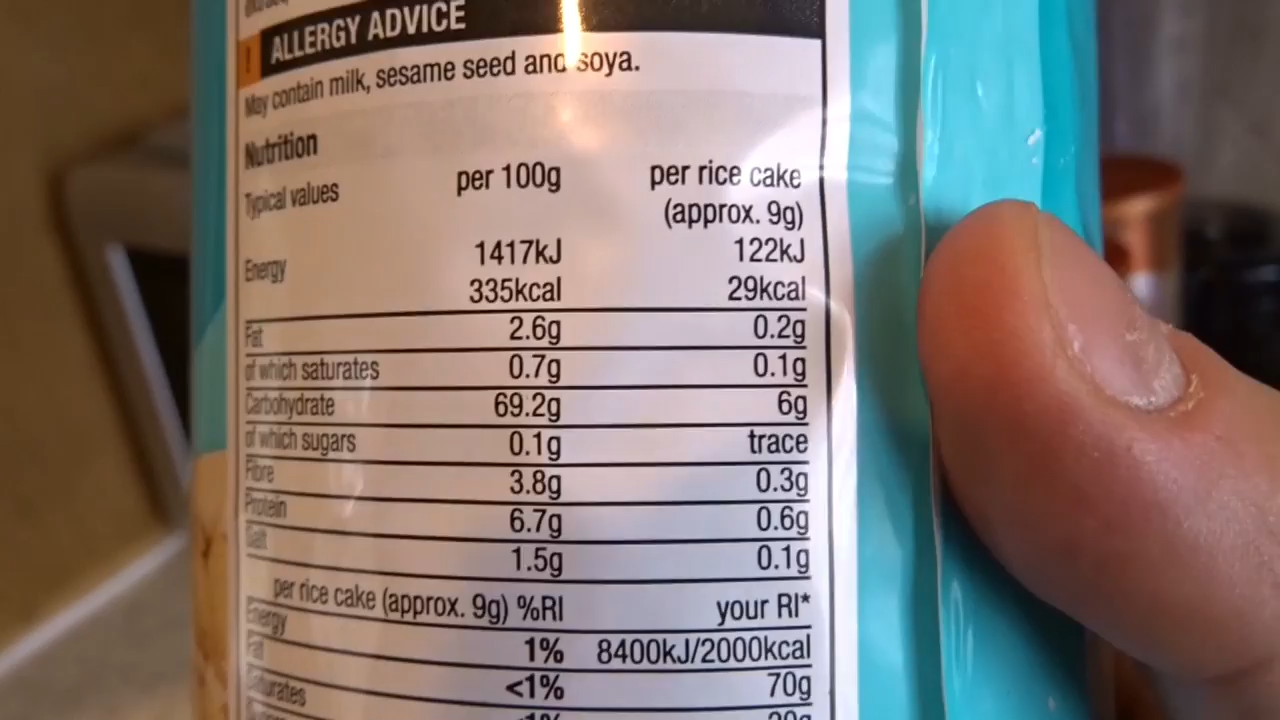 ! ALLERGY ADVICE
May contain milk, sesame seed and soya.
Nutrition
Typical values per 100g per rice cake
(approx. 9g)
Energy 1417kJ 122kJ
335kcal 29kcal
Fat 2.6g 0.2g
of which saturates 0.7g 0.1g
Carbohydrate 69.2g 6g
of which sugars 0.1g trace
Fibre 3.8g 0.3g
Protein 6.7g 0.6g
Salt 1.5g 0.1g
per rice cake (approx. 9g) %RI your RI*
Energy 1% 8400kJ/2000kcal
Fat <1% 70g
Saturates